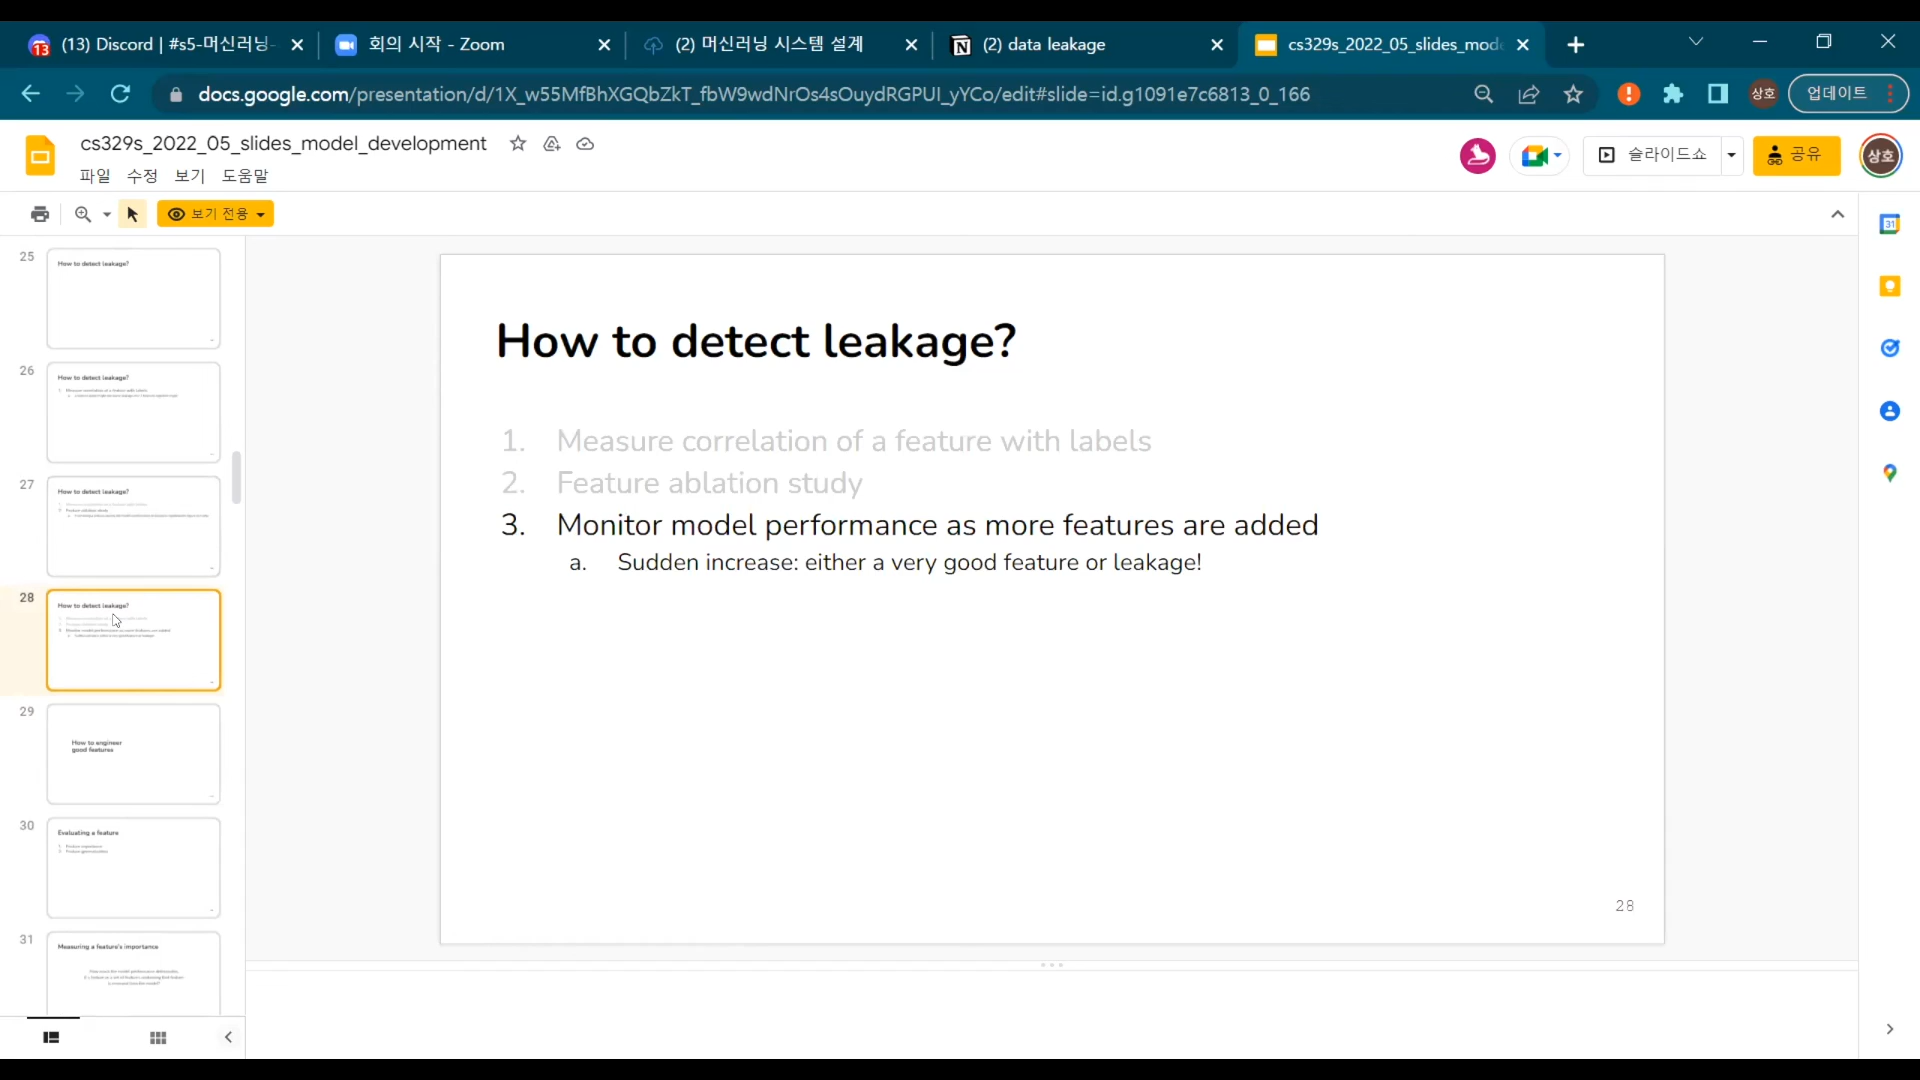 13
(13) Discord | #s5-머신러닝-
회의 시작 - Zoom
(2) 머신러닝 시스템 설계
(2) data leakage
cs329s_2022_05_slides_mod
docs.google.com/presentation/d/1X_w55MfBhXGQbZkT_fbW9wdNrOs4sOuydRGPUI_yYCo/edit#slide=id.g1091e7c6813_0_166
상호
업데이트
cs329s_2022_05_slides_model_development
파일 수정 보기 도움말
슬라이드쇼
공유
상호
보기 전용
31
25
How to detect leakage?
26
How to detect leakage?
27
How to detect leakage?
28
How to detect leakage?
29
How to engineer
good features
30
Evaluating a feature
31
Measuring a feature's importance
How to detect leakage?
1. Measure correlation of a feature with labels
2. Feature ablation study
3. Monitor model performance as more features are added
a. Sudden increase: either a very good feature or leakage!
28